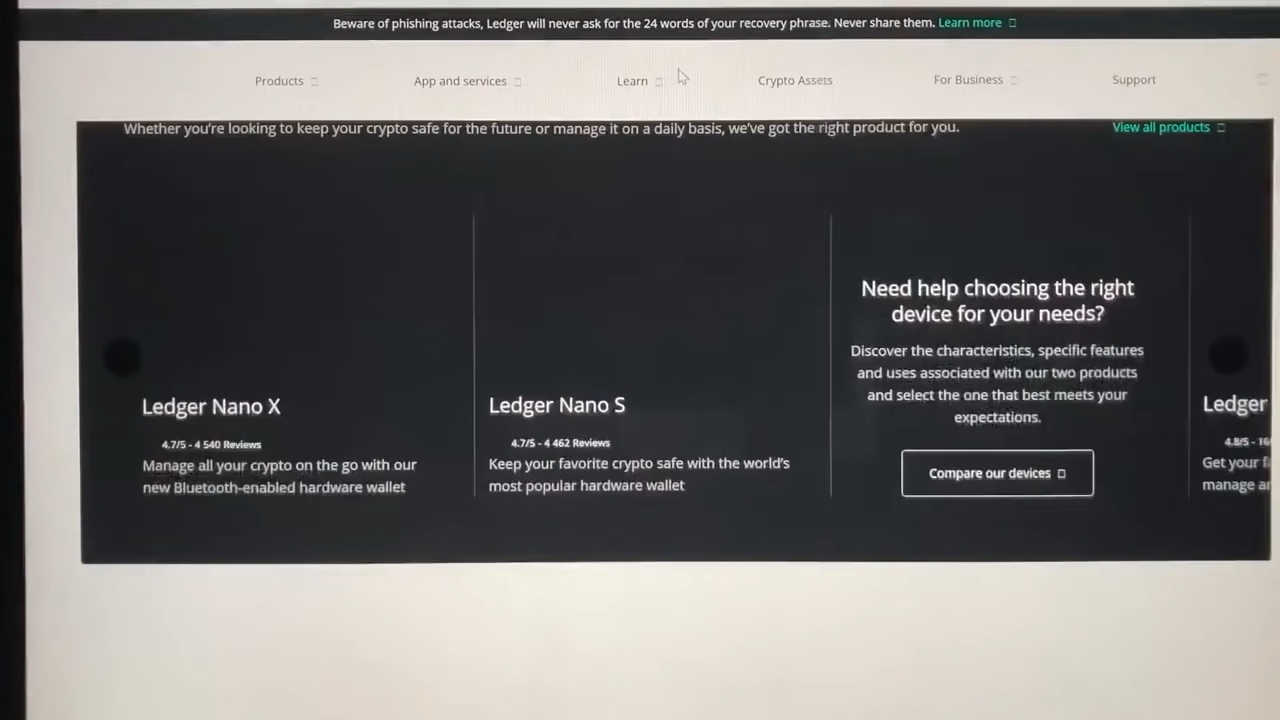 Beware of phishing attacks, Ledger will never ask for the 24 words of your recovery phrase. Never share them. Learn more
Products
App and services
Learn
Crypto Assets
For Business
Support
Whether you're looking to keep your crypto safe for the future or manage it on a daily basis, we've got the right product for you.
View all products
Ledger Nano X
4.7/5 - 4 540 Reviews
Manage all your crypto on the go with our
new Bluetooth-enabled hardware wallet
Ledger Nano S
4.7/5 - 4 462 Reviews
Keep your favorite crypto safe with the world's
most popular hardware wallet
Need help choosing the right
device for your needs?
Discover the characteristics, specific features
and uses associated with our two products
and select the one that best meets your
expectations.
Compare our devices
Ledger
4.8/5 - 16
Get your
manage